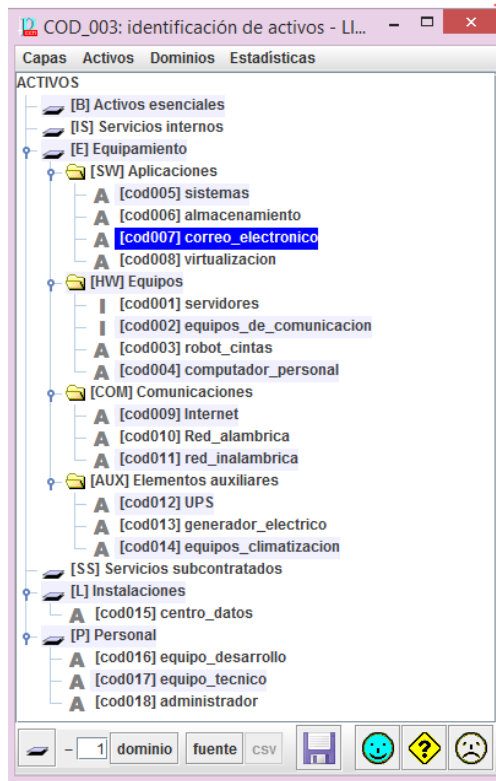 COD_003: identificación de activos - LI...
Capas Activos Dominios Estadísticas
ACTIVOS
[B] Activos esenciales
[IS] Servicios internos
[E] Equipamiento
[SW] Aplicaciones
A [cod005] sistemas
A [cod006] almacenamiento
A [cod007] correo_electronico
A [cod008] virtualizacion
[HW] Equipos
I [cod001] servidores
I [cod002] equipos_de_comunicacion
A [cod003] robot_cintas
A [cod004] computador_personal
[COM] Comunicaciones
A [cod009] Internet
A [cod010] Red_alambrica
A [cod011] red_inalambrica
[AUX] Elementos auxiliares
A [cod012] UPS
A [cod013] generador_electrico
A [cod014] equipos_climatizacion
[SS] Servicios subcontratados
[L] Instalaciones
A [cod015] centro_datos
[P] Personal
A [cod016] equipo_desarrollo
A [cod017] equipo_tecnico
A [cod018] administrador
– 1 dominio fuente csv